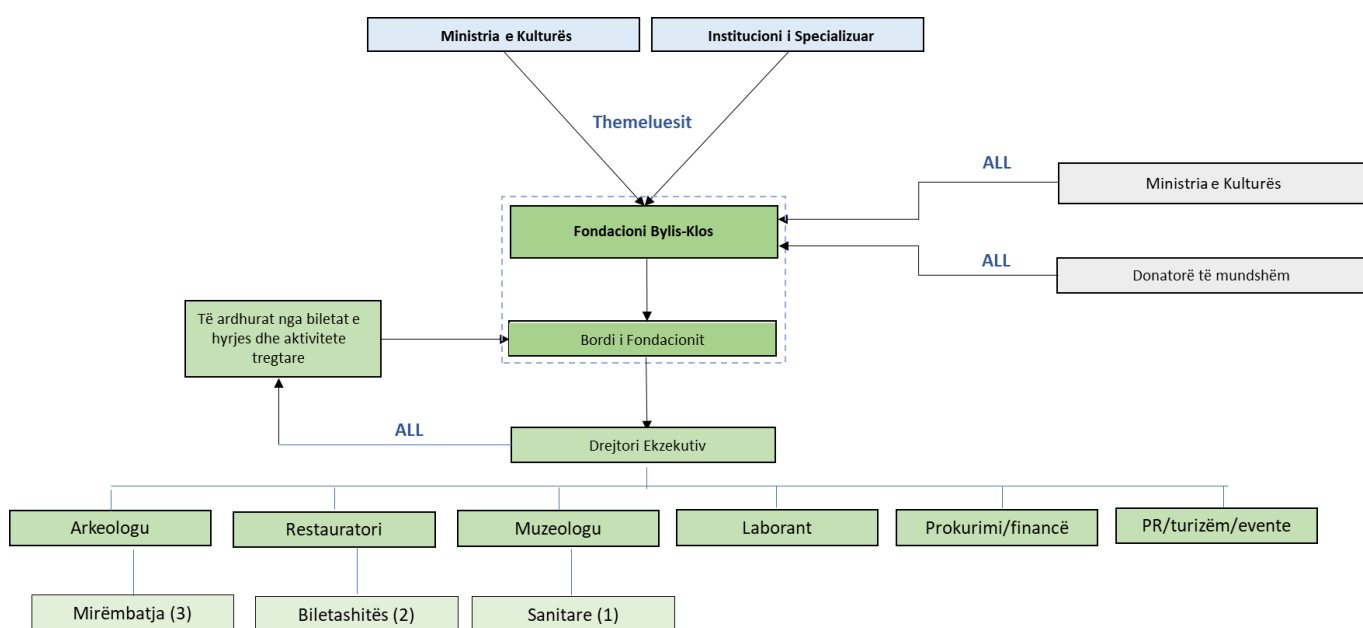 Ministria e Kulturës
Institucioni i Specializuar
Themeluesit
ALL
Ministria e Kulturës
Fondacioni Bylis-Klos
ALL
Donatorë të mundshëm
Të ardhurat nga biletat e
hyrjes dhe aktivitete
tregtare
Bordi i Fondacionit
ALL
Drejtori Ekzekutiv
Arkeologu
Restauratori
Muzeologu
Laborant
Prokurimi/financë
PR/turizëm/evente
Mirëmbatja (3)
Biletashitës (2)
Sanitare (1)